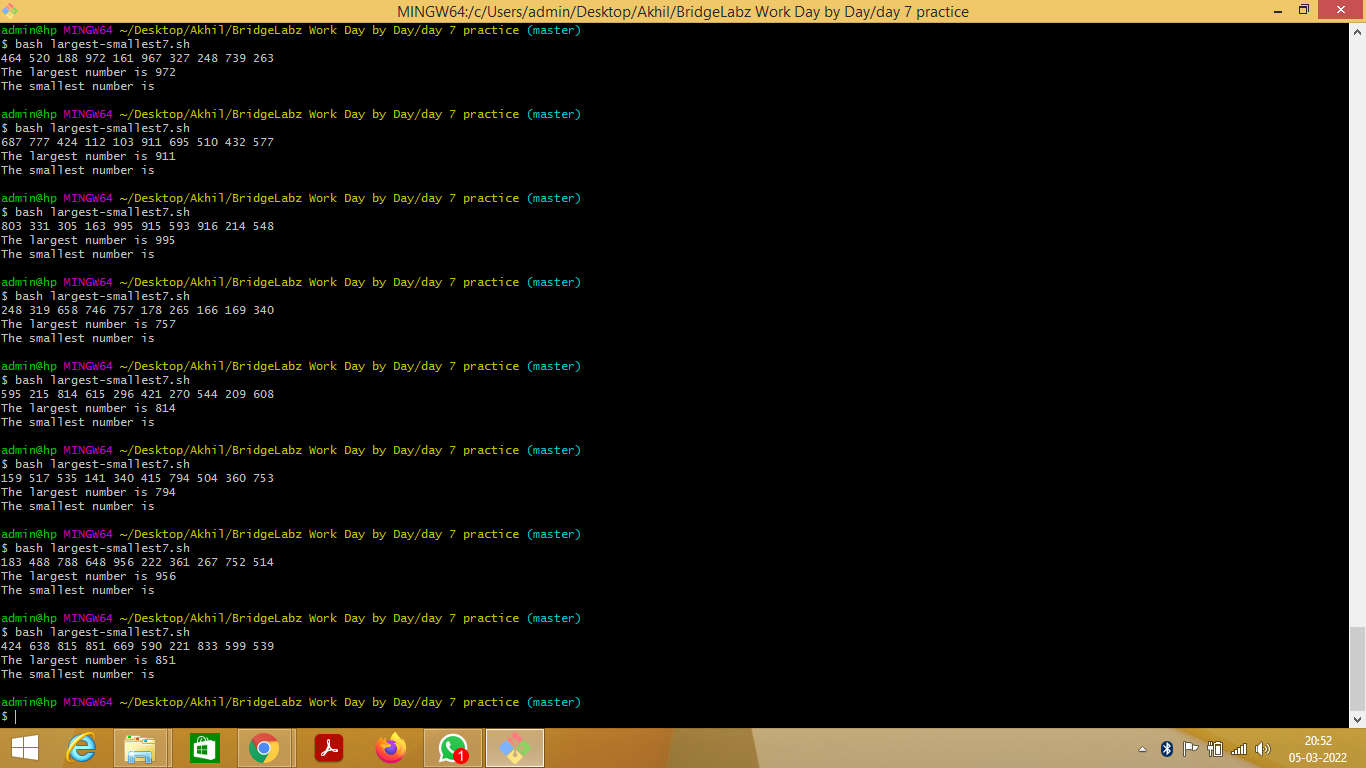 MINGW64:/c/Users/admin/Desktop/Akhil/BridgeLabz Work Day by Day/day 7 practice
admin@hp MINGW64 ~/Desktop/Akhil/BridgeLabz Work Day by Day/day 7 practice (master)
$ bash largest-smallest7.sh
464 520 188 972 161 967 327 248 739 263
The largest number is 972
The smallest number is
admin@hp MINGW64 ~/Desktop/Akhil/BridgeLabz Work Day by Day/day 7 practice (master)
$ bash largest-smallest7.sh
687 777 424 112 103 911 695 510 432 577
The largest number is 911
The smallest number is
admin@hp MINGW64 ~/Desktop/Akhil/BridgeLabz Work Day by Day/day 7 practice (master)
$ bash largest-smallest7.sh
803 331 305 163 995 915 593 916 214 548
The largest number is 995
The smallest number is
admin@hp MINGW64 ~/Desktop/Akhil/BridgeLabz Work Day by Day/day 7 practice (master)
$ bash largest-smallest7.sh
248 319 658 746 757 178 265 166 169 340
The largest number is 757
The smallest number is
admin@hp MINGW64 ~/Desktop/Akhil/BridgeLabz Work Day by Day/day 7 practice (master)
$ bash largest-smallest7.sh
595 215 814 615 296 421 270 544 209 608
The largest number is 814
The smallest number is
admin@hp MINGW64 ~/Desktop/Akhil/BridgeLabz Work Day by Day/day 7 practice (master)
$ bash largest-smallest7.sh
159 517 535 141 340 415 794 504 360 753
The largest number is 794
The smallest number is
admin@hp MINGW64 ~/Desktop/Akhil/BridgeLabz Work Day by Day/day 7 practice (master)
$ bash largest-smallest7.sh
183 488 788 648 956 222 361 267 752 514
The largest number is 956
The smallest number is
admin@hp MINGW64 ~/Desktop/Akhil/BridgeLabz Work Day by Day/day 7 practice (master)
$ bash largest-smallest7.sh
424 638 815 851 669 590 221 833 599 539
The largest number is 851
The smallest number is
admin@hp MINGW64 ~/Desktop/Akhil/BridgeLabz Work Day by Day/day 7 practice (master)
$
1
20:52
05-03-2022